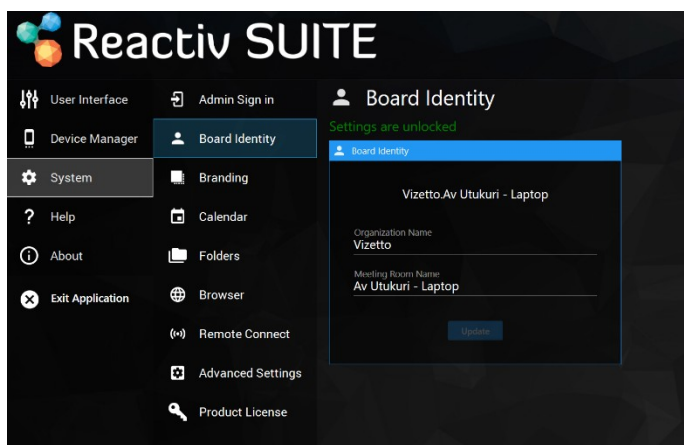 Reactiv SUITE
User Interface
Device Manager
System
Help
About
Exit Application
Admin Sign in
Board Identity
Branding
Calendar
Folders
Browser
Remote Connect
Advanced Settings
Product License
Board Identity
Settings are unlocked
Board Identity
Vizetto.Av Utukuri - Laptop
Organization Name
Vizetto
Meeting Room Name
Av Utukuri - Laptop
Update